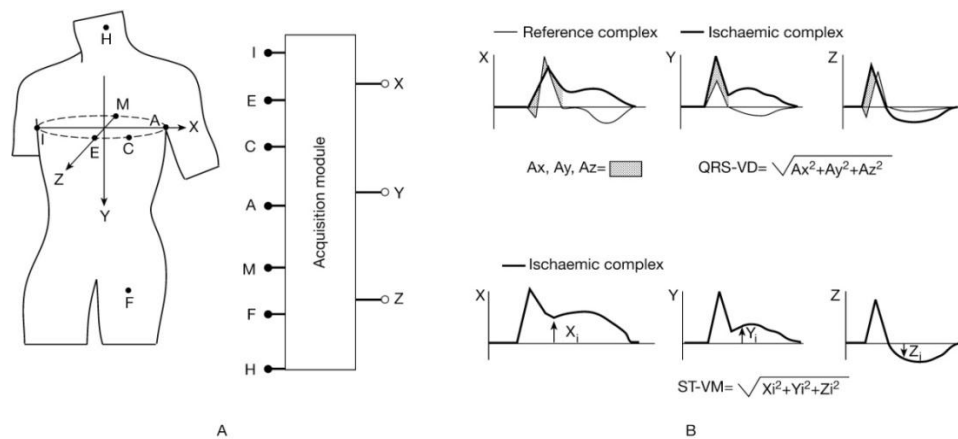 H
M
I
A
X
E
C
Z
Y
F
I
E
C
A
M
F
H
Acquisition module
X
Y
Z
A
Reference complex
Ischaemic complex
X
Y
Z
Ax, Ay, Az=
QRS-VD= √Ax²+Ay²+Az²
Ischaemic complex
X
Xi
Y
Yi
Z
Zi
ST-VM= √Xi²+Yi²+Zi²
B